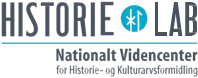 HISTORIE LAB
Nationalt Videncenter
for Historie- og Kulturarvsformidling